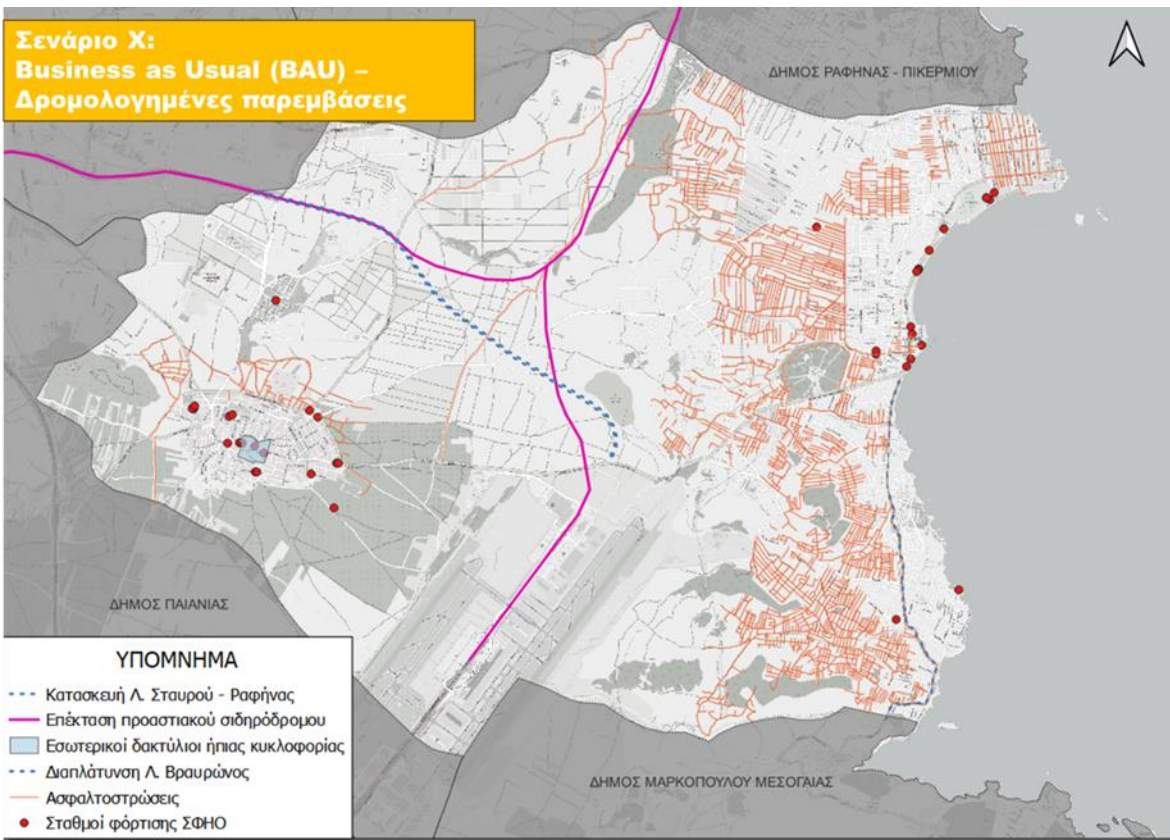 Σενάριο Χ:
Business as Usual (BAU) –
Δρομολογημένες παρεμβάσεις
ΔΗΜΟΣ ΡΑΦΗΝΑΣ - ΠΙΚΕΡΜΙΟΥ
ΔΗΜΟΣ ΠΑΙΑΝΙΑΣ
ΔΗΜΟΣ ΜΑΡΚΟΠΟΥΛΟΥ ΜΕΣΟΓΑΙΑΣ
ΥΠΟΜΝΗΜΑ
Κατασκευή Λ. Σταυρού - Ραφήνας
Επέκταση προαστιακού σιδηρόδρομου
Εσωτερικοί δακτύλιοι ήπιας κυκλοφορίας
Διαπλάτυνση Λ. Βραυρώνος
Ασφαλτοστρώσεις
Σταθμοί φόρτισης ΣΦΗΟ